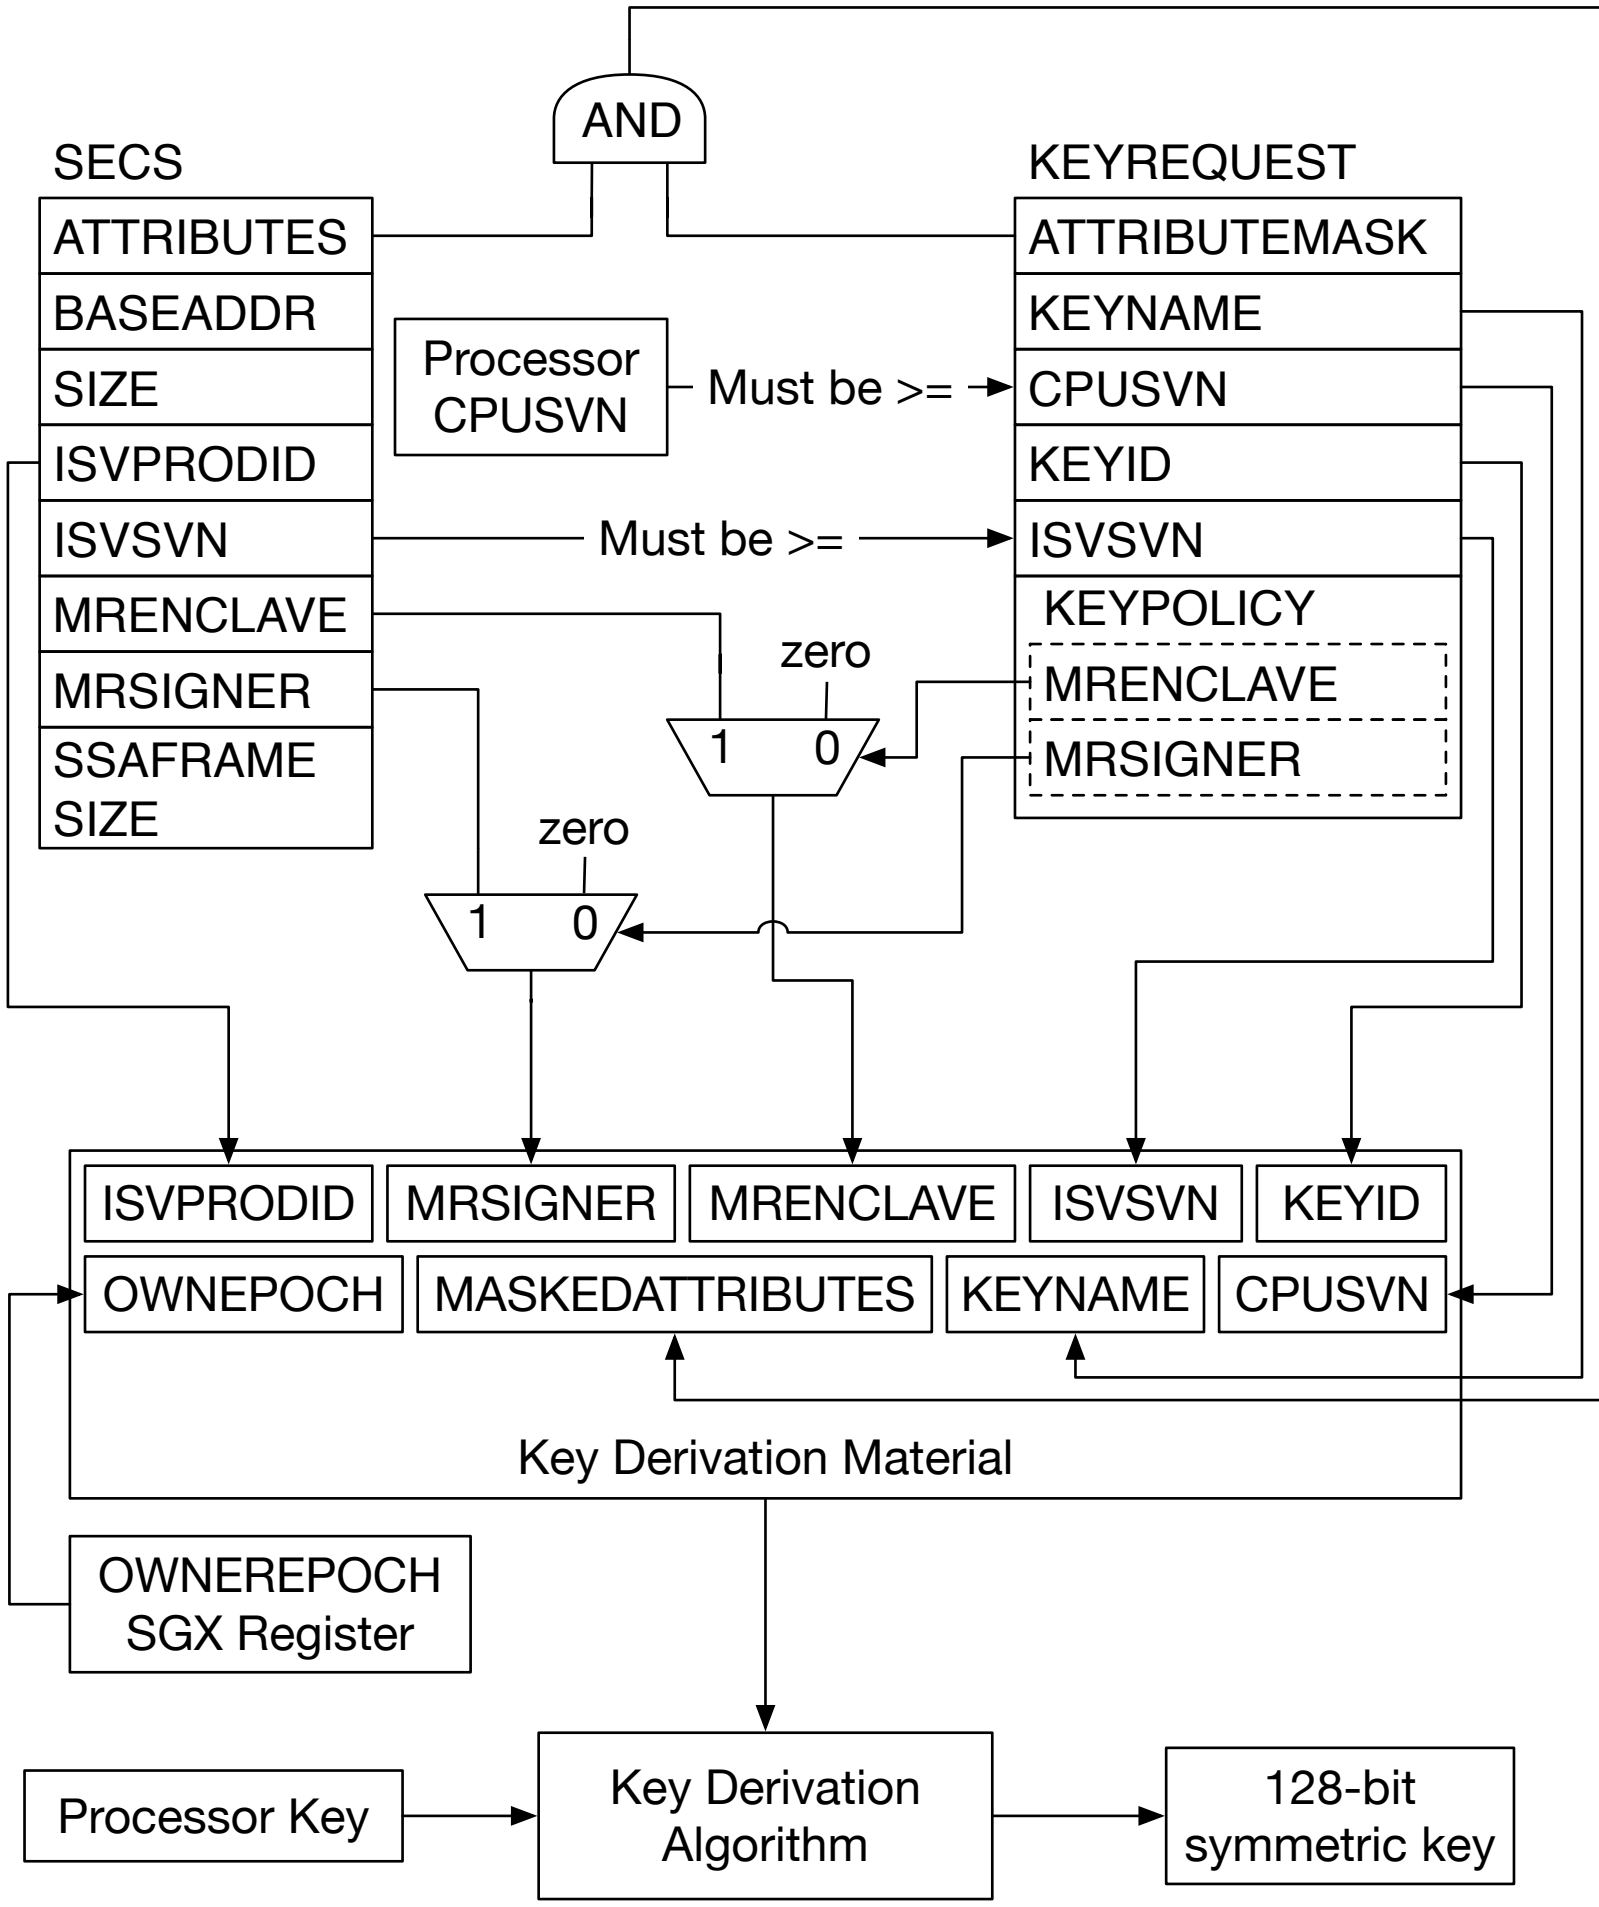 AND
SECS
KEYREQUEST
ATTRIBUTES
ATTRIBUTEMASK
BASEADDR
KEYNAME
Processor
CPUSVN
Must be >=
SIZE
CPUSVN
ISVPRODID
KEYID
ISVSVN
Must be >=
ISVSVN
MRENCLAVE
KEYPOLICY
zero
MRENCLAVE
MRSIGNER
1 0
MRSIGNER
SSAFRAME
SIZE
zero
1 0
ISVPRODID
MRSIGNER
MRENCLAVE
ISVSVN
KEYID
OWNEPOCH
MASKEDATTRIBUTES
KEYNAME
CPUSVN
Key Derivation Material
OWNEREPOCH
SGX Register
Processor Key
Key Derivation
Algorithm
128-bit
symmetric key